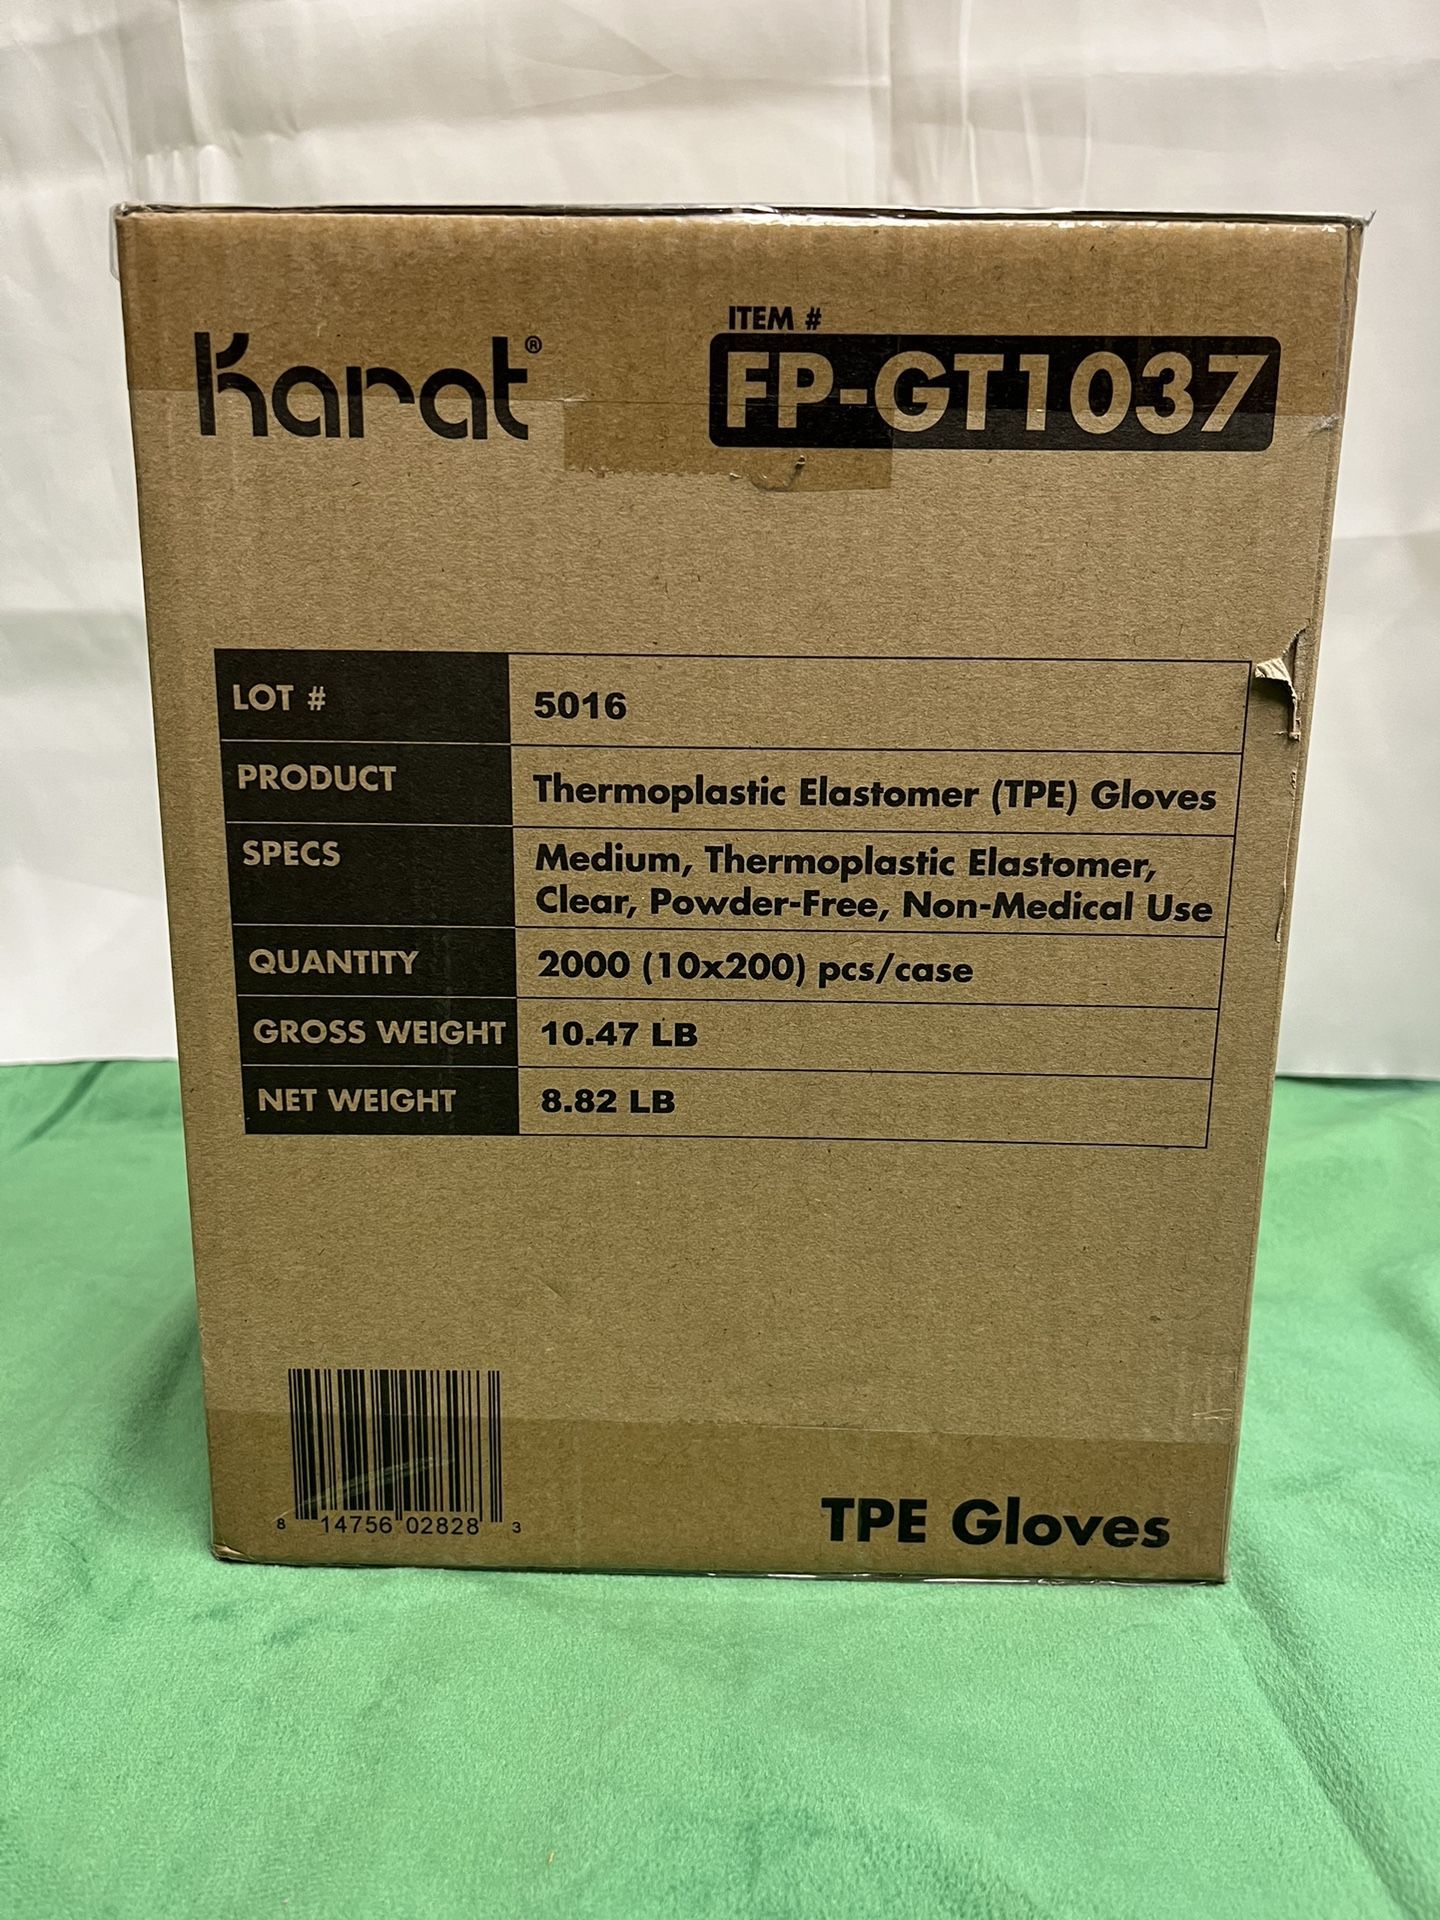 Karat®
ITEM #
FP-GT1037
LOT # 5016
PRODUCT Thermoplastic Elastomer (TPE) Gloves
SPECS Medium, Thermoplastic Elastomer,
Clear, Powder-Free, Non-Medical Use
QUANTITY 2000 (10x200) pcs/case
GROSS WEIGHT 10.47 LB
NET WEIGHT 8.82 LB
8 14756 02828 3
TPE Gloves